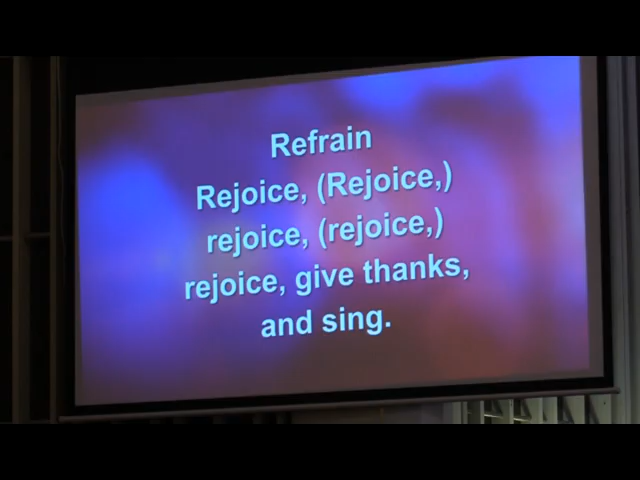 Refrain
Rejoice, (Rejoice,)
rejoice, (rejoice,)
rejoice, give thanks,
and sing.